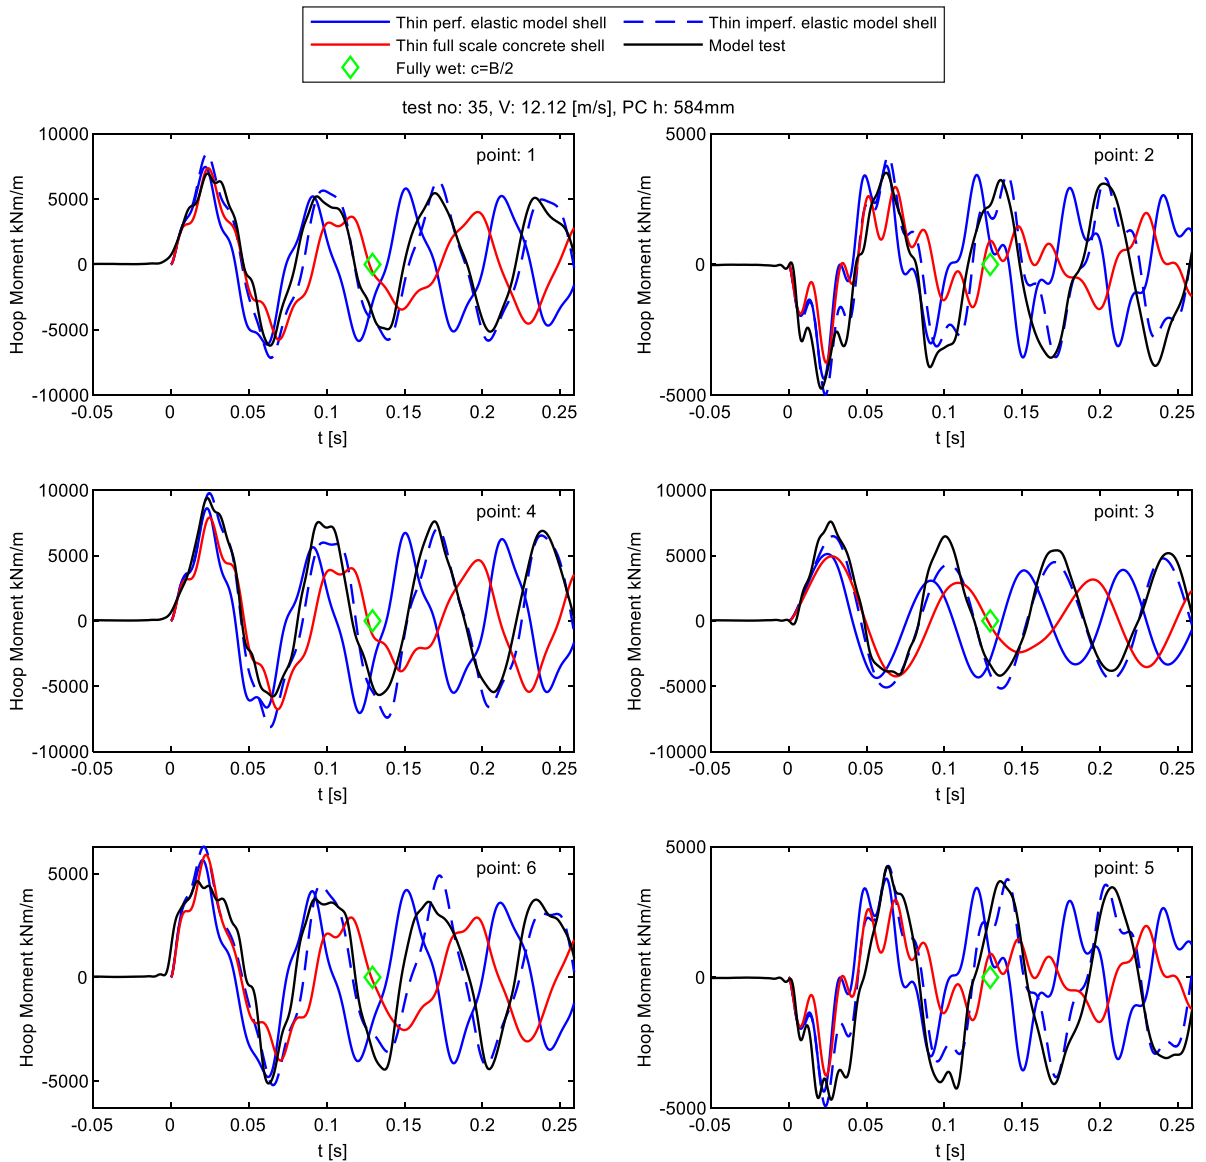 Thin perf. elastic model shell
Thin imperf. elastic model shell
Thin full scale concrete shell
Model test
Fully wet: c=B/2
test no: 35, V: 12.12 [m/s], PC h: 584mm
10000
5000
0
-5000
-10000
Hoop Moment kNm/m
point: 1
-0.05 0 0.05 0.1 0.15 0.2 0.25
t [s]
5000
0
-5000
Hoop Moment kNm/m
point: 2
-0.05 0 0.05 0.1 0.15 0.2 0.25
t [s]
10000
5000
0
-5000
-10000
Hoop Moment kNm/m
point: 4
-0.05 0 0.05 0.1 0.15 0.2 0.25
t [s]
10000
5000
0
-5000
-10000
Hoop Moment kNm/m
point: 3
-0.05 0 0.05 0.1 0.15 0.2 0.25
t [s]
5000
0
-5000
Hoop Moment kNm/m
point: 6
-0.05 0 0.05 0.1 0.15 0.2 0.25
t [s]
5000
0
-5000
Hoop Moment kNm/m
point: 5
-0.05 0 0.05 0.1 0.15 0.2 0.25
t [s]